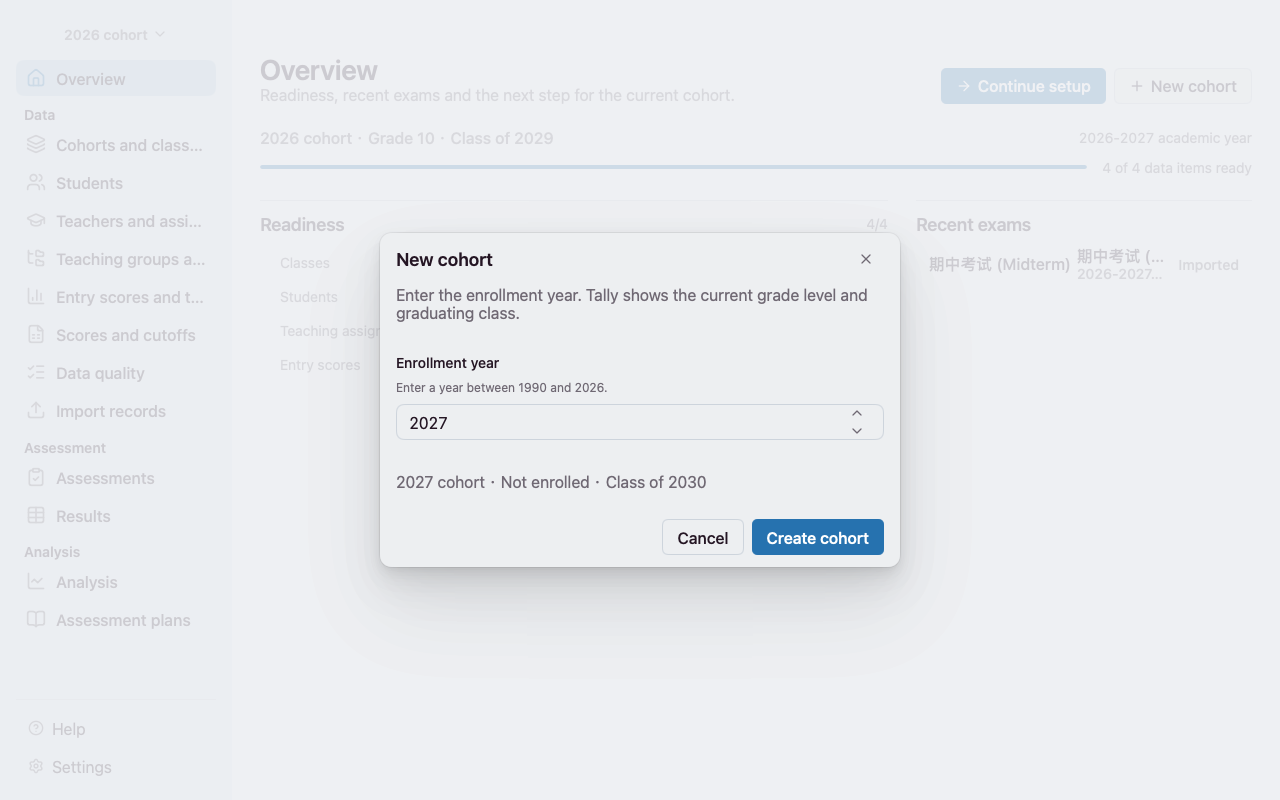 2026 cohort
Overview
Data
Cohorts and class...
Students
Teachers and assi...
Teaching groups a...
Entry scores and t...
Scores and cutoffs
Data quality
Import records
Assessment
Assessments
Results
Analysis
Analysis
Assessment plans
Help
Settings
Overview
Readiness, recent exams and the next step for the current cohort.
Continue setup
New cohort
2026 cohort · Grade 10 · Class of 2029
2026-2027 academic year
4 of 4 data items ready
Readiness
4/4
Classes
Students
Teaching assign
Entry scores
Recent exams
期中考试 (Midterm)
期中考试 (...
2026-2027...
Imported
New cohort
Enter the enrollment year. Tally shows the current grade level and
graduating class.
Enrollment year
Enter a year between 1990 and 2026.
2027
2027 cohort · Not enrolled · Class of 2030
Cancel
Create cohort